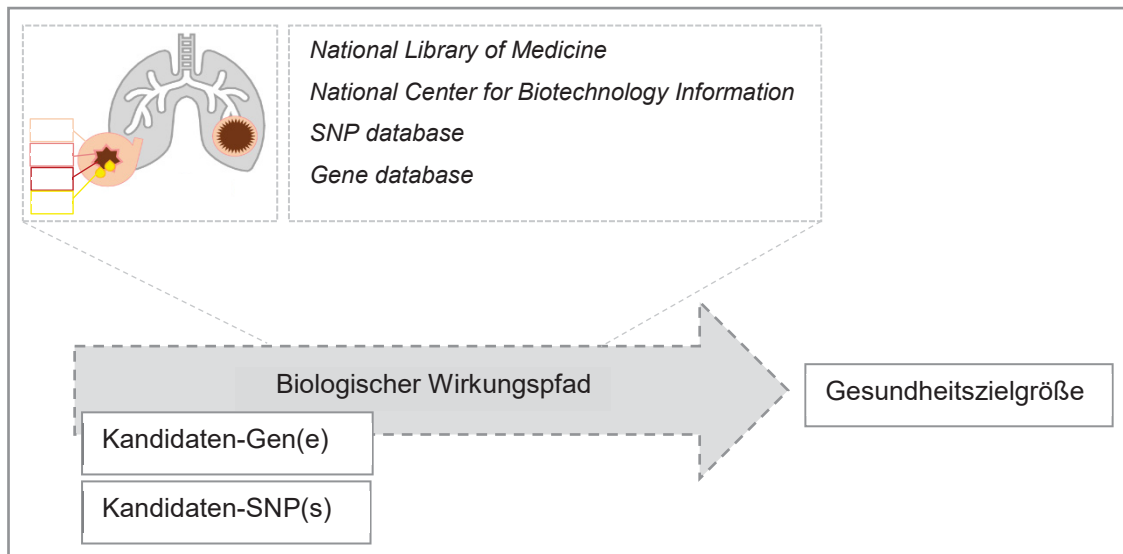 National Library of Medicine
National Center for Biotechnology Information
SNP database
Gene database
Biologischer Wirkungspfad
Gesundheitszielgröße
Kandidaten-Gen(e)
Kandidaten-SNP(s)